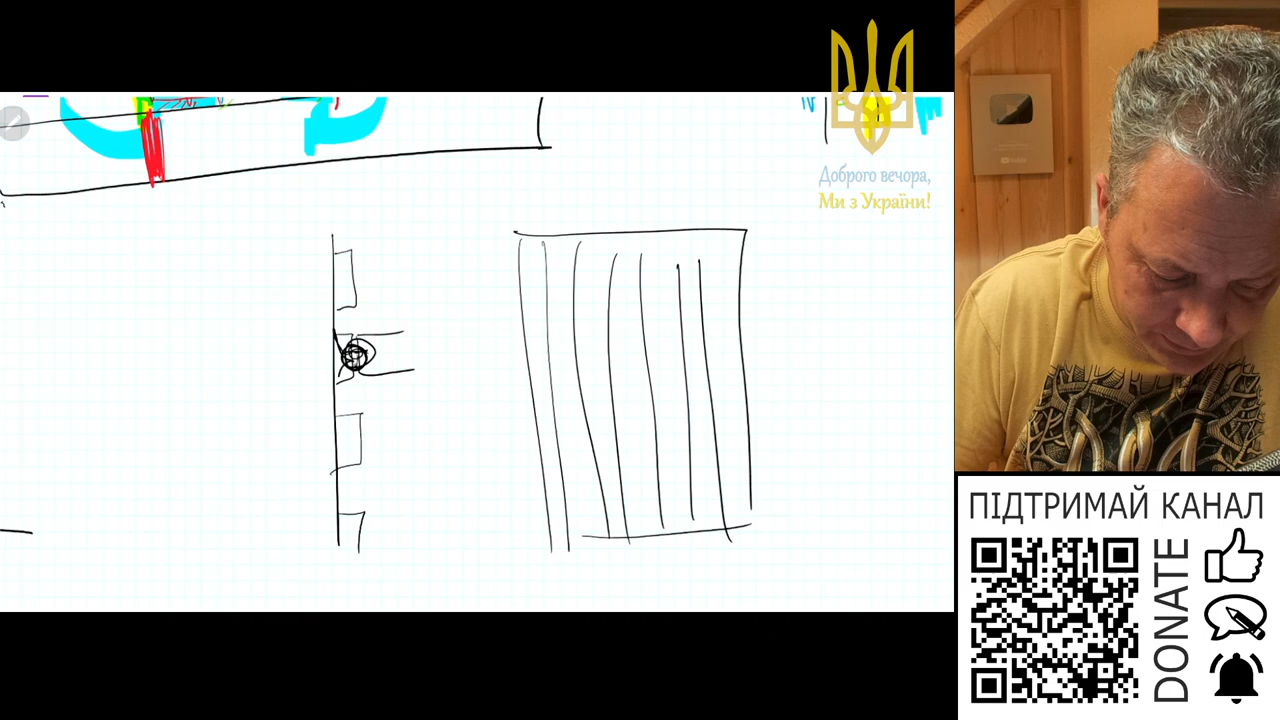 Доброго вечора,
Ми з України!
ПІДТРИМАЙ КАНАЛ
DONATE